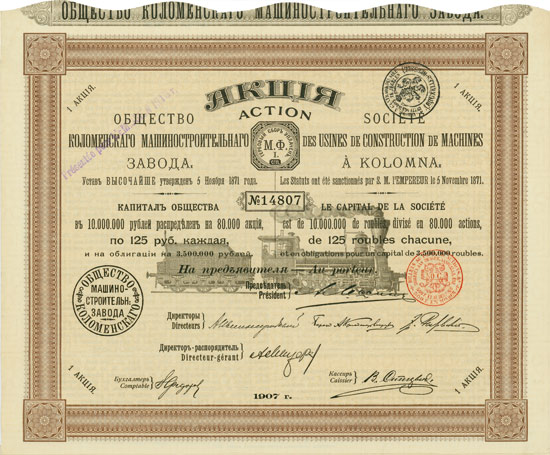 ОБЩЕСТВО КОЛОМЕНСКАГО МАШИНОСТРОИТЕЛЬНАГО ЗАВОДА.
1 АКЦІЯ.
1 АКЦІЯ.
АКЦІЯ
ACTION
ОБЩЕСТВО
КОЛОМЕНСКАГО МАШИНОСТРОИТЕЛЬНАГО
ЗАВОДА.
Уставъ ВЫСОЧАЙШЕ утвержденъ 5 Ноября 1871 года.
SOCIÉTÉ
DES USINES DE CONSTRUCTION DE MACHINES
À KOLOMNA.
Les Statuts ont été sanctionnés par S. M. l'EMPEREUR le 5 Novembre 1871.
М.Ф.
I.
№14807
КАПИТАЛЪ ОБЩЕСТВА
въ 10.000.000 рублей распредѣленъ на 80.000 акцій,
по 125 руб. каждая,
и на облигаціи на 3.500.000 рублей.
LE CAPITAL DE LA SOCIÉTÉ
est de 10.000.000 de roubles divisé en 80.000 actions,
de 125 roubles chacune,
et en obligations pour un capital de 3.500.000 roubles.
На предъявителя — Au porteur
Предсѣдатель
Président
ОБЩЕСТВО
МАШИНО-
СТРОИТЕЛЬН:
ЗАВОДА
КОЛОМЕНСКАГО
Директоры
Directeurs
Директоръ-распорядитель
Directeur-gérant
Бухгалтеръ
Comptable
Кассиръ
Caissier
1907 г.
1 АКЦІЯ.
1 АКЦІЯ.